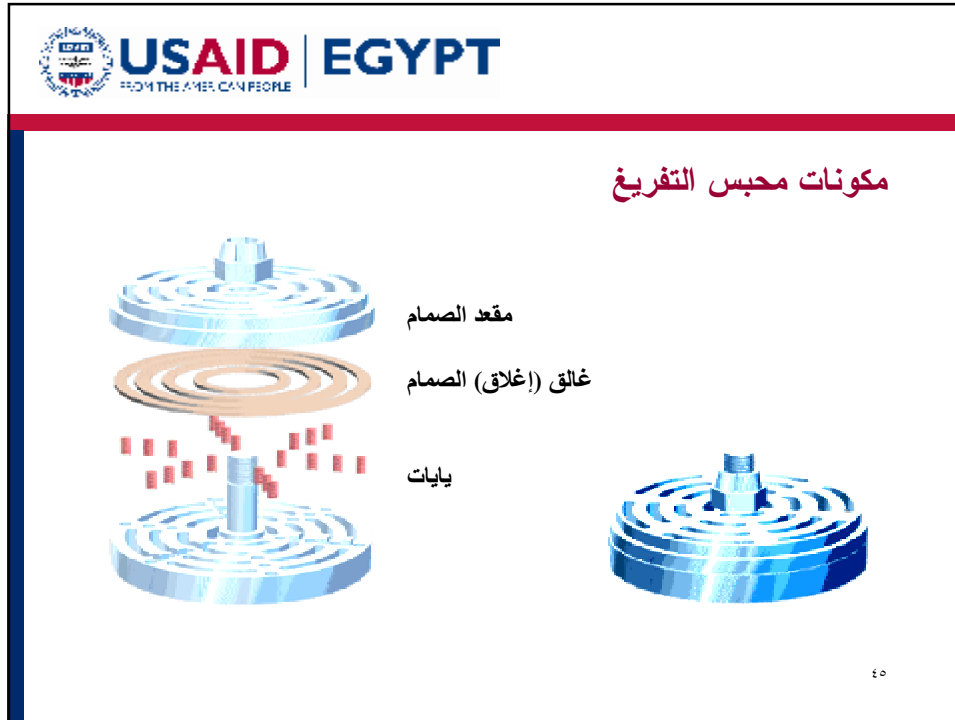 USAID | EGYPT
FROM THE AMERICAN PEOPLE
مكونات محبس التفريغ
مقعد الصمام
غالق (إغلاق) الصمام
يايات
٤٥